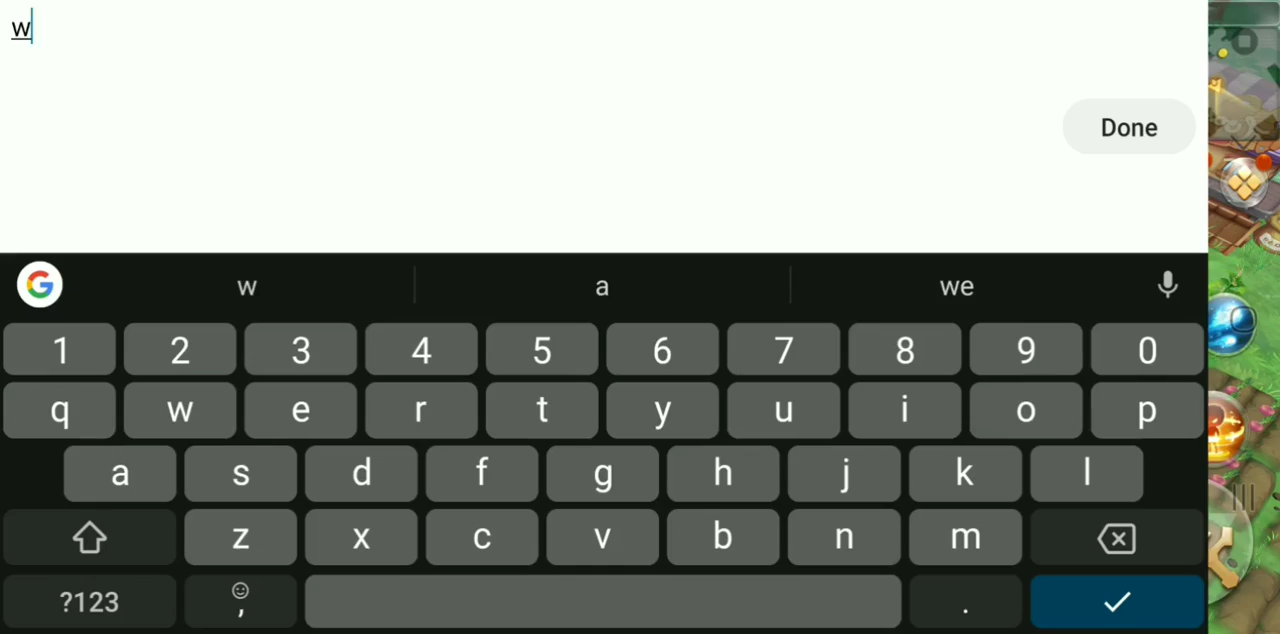 w
Done
w a we
1 2 3 4 5 6 7 8 9 0
q w e r t y u i o p
a s d f g h j k l
z x c v b n m
?123 , .